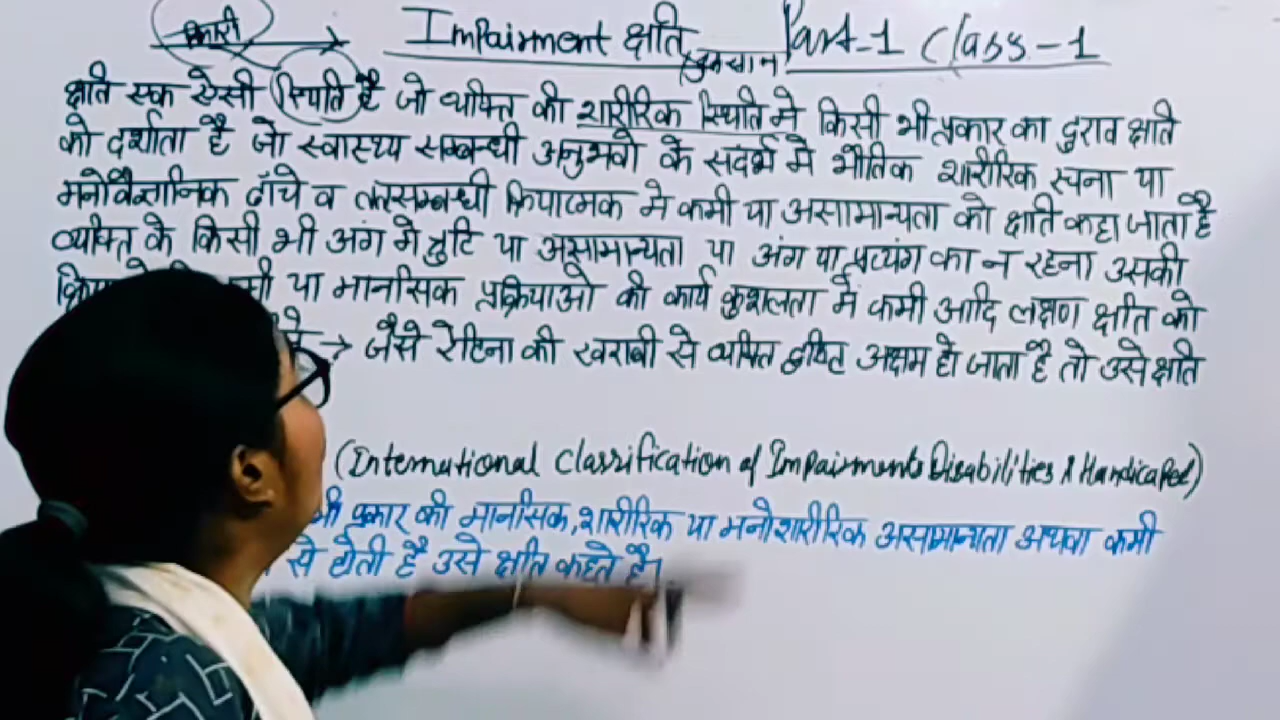 Impairment क्षति Part-1 Class-1
नुकसान
क्षति एक ऐसी स्थिति है जो व्यक्ति की शारीरिक स्थिति मे किसी भी प्रकार का दुराव क्षति
को दर्शाता है जो स्वास्थ्य सम्बन्धी अनुभवो के संदर्भ मे भौतिक शारीरिक रचना या
मनोवैज्ञानिक ढाँचे व तत्सम्बन्धी क्रियात्मक मे कमी या असामान्यता को क्षति कहा जाता है
व्यक्ति के किसी भी अंग मे त्रुटि या असामान्यता या अंग या प्रत्यंग का न रहना उसकी
या मानसिक प्रक्रियाओ की कार्य कुशलता मे कमी आदि लक्षण क्षति को
→ जैसे रेटिना की खराबी से व्यक्ति दृष्टि अक्षम हो जाता है तो उसे क्षति
(International Classification of Impairments Disabilities & Handicaped)
प्रकार की मानसिक, शारीरिक या मनोशारीरिक असामान्यता अथवा कमी
से होती है उसे क्षति कहते है।